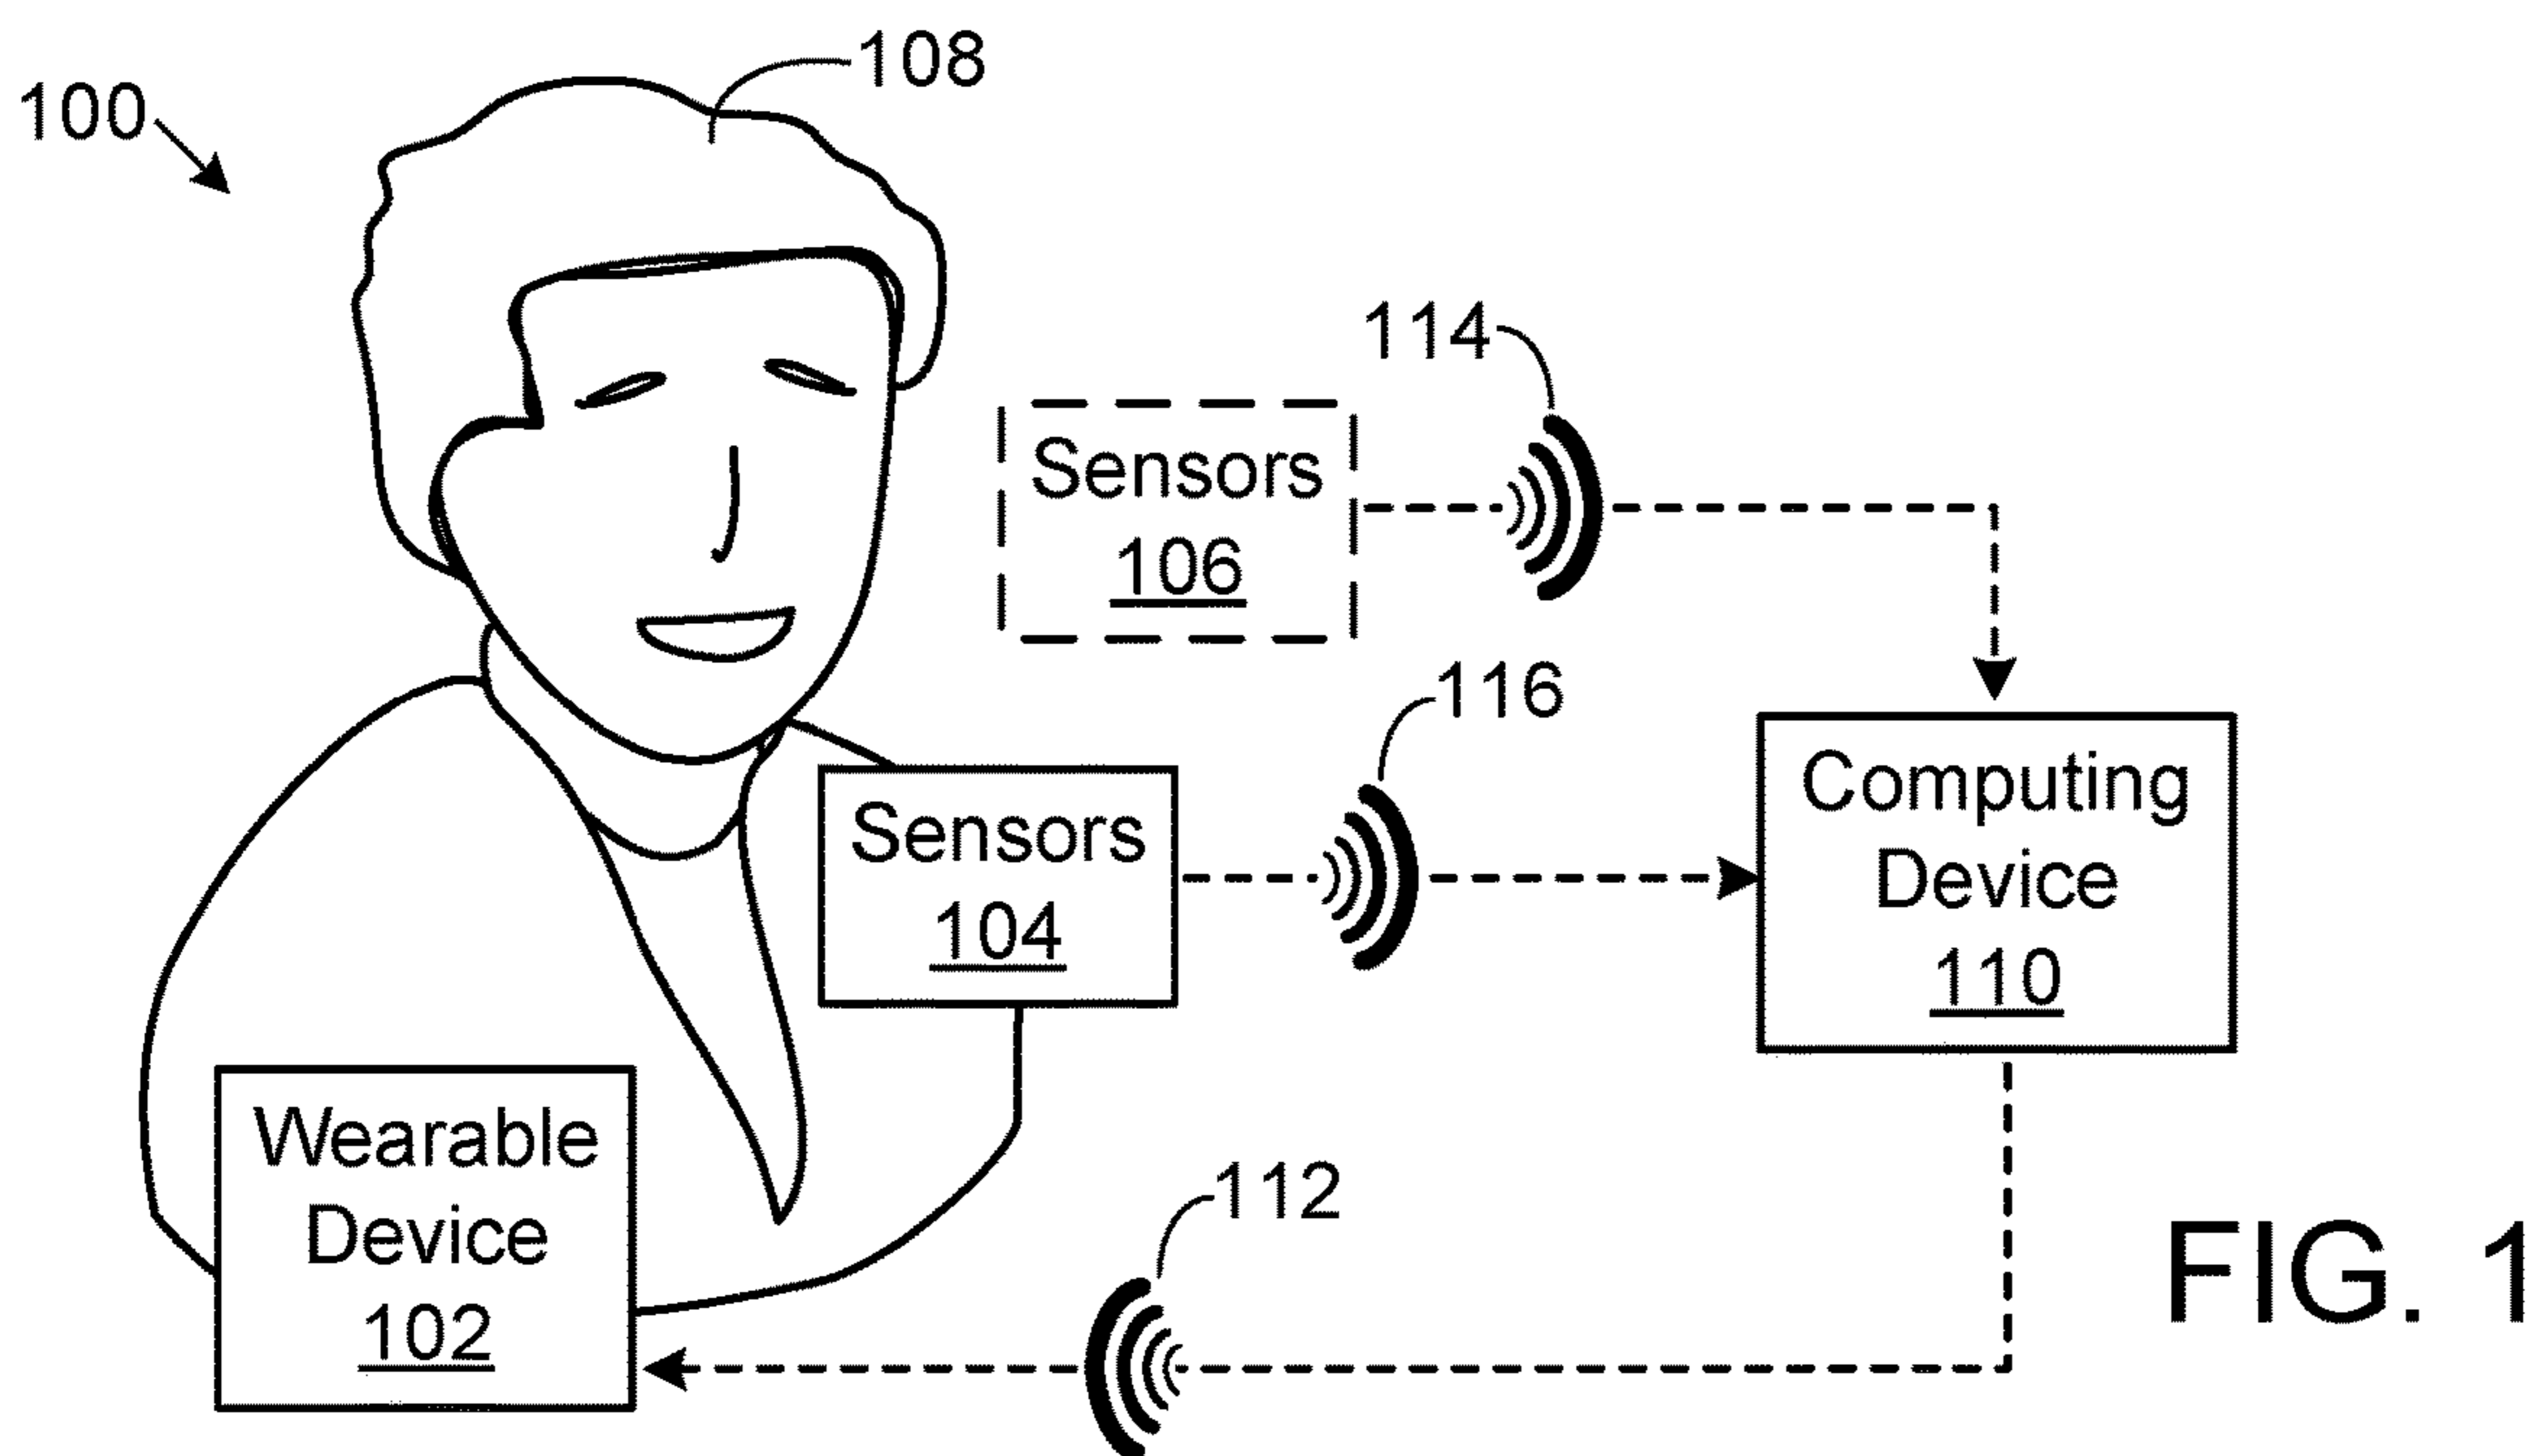 100
108
114
Sensors
106
116
Sensors
104
Computing
Device
110
Wearable
Device
102
112
FIG. 1